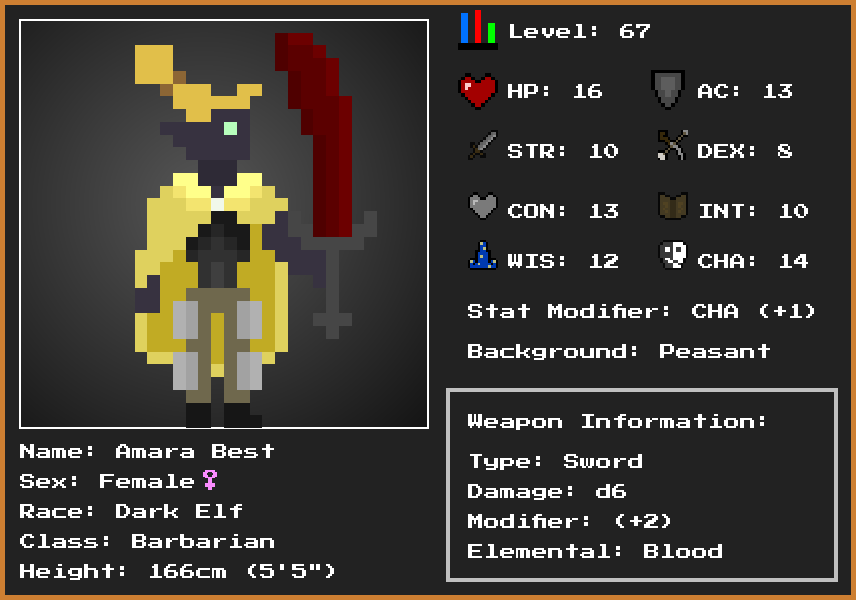 Level: 67
HP: 16
AC: 13
STR: 10
DEX: 8
CON: 13
INT: 10
WIS: 12
CHA: 14
Stat Modifier: CHA (+1)
Background: Peasant
Weapon Information:
Type: Sword
Damage: d6
Modifier: (+2)
Elemental: Blood
Name: Amara Best
Sex: Female♀
Race: Dark Elf
Class: Barbarian
Height: 166cm (5'5")